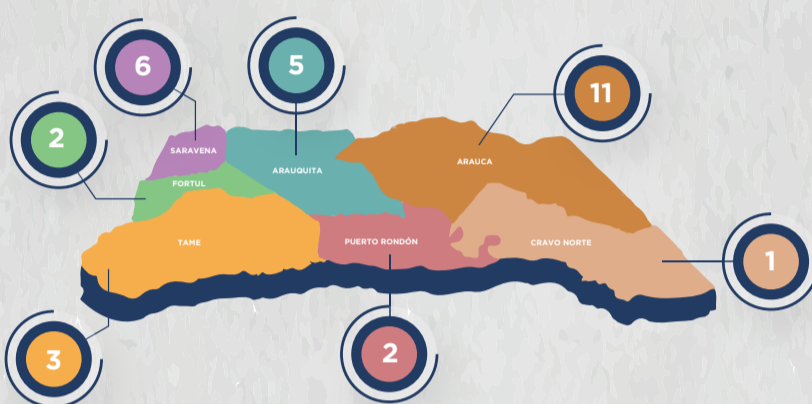 6
5
11
2
SARAVENA
ARAUQUITA
ARAUCA
FORTUL
TAME
PUERTO RONDÓN
CRAVO NORTE
1
3
2